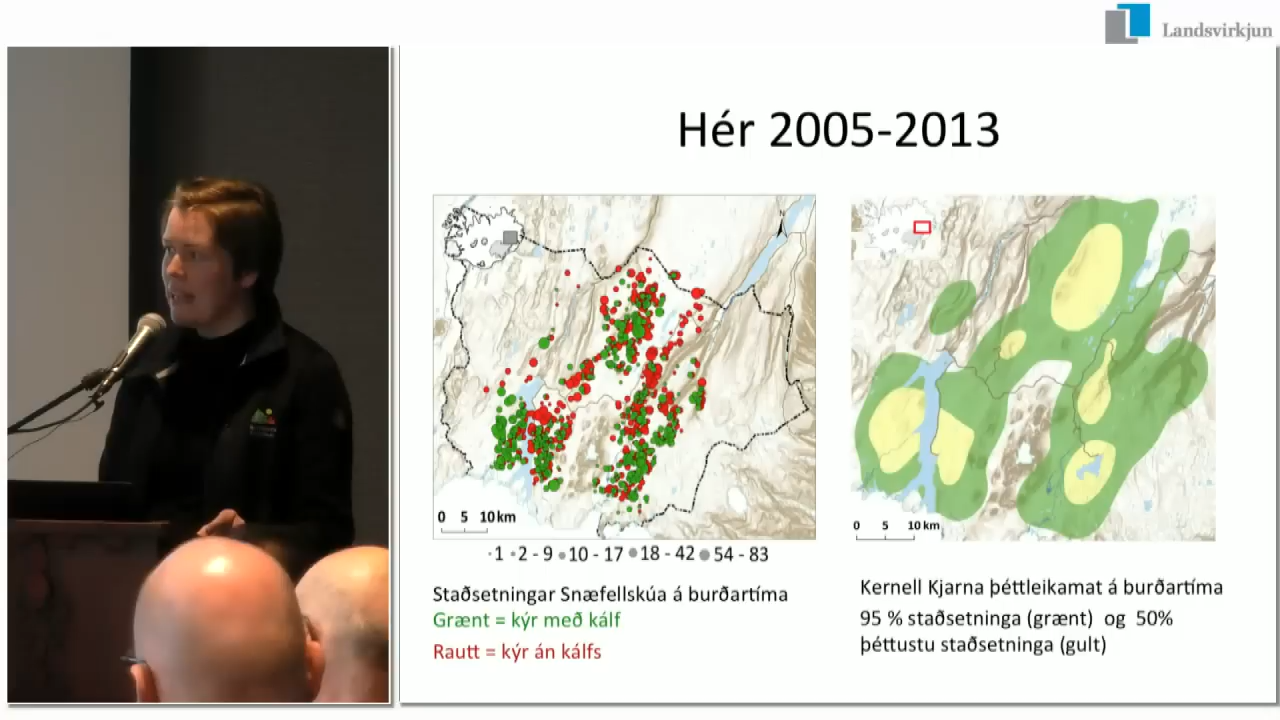 Landsvirkjun
Hér 2005-2013
N
0 5 10 km
·1 •2 - 9 •10 - 17 •18 - 42 •54 - 83
Staðsetningar Snæfellskúa á burðartíma
Grænt = kýr með kálf
Rautt = kýr án kálfs
0 5 10 km
Kernell Kjarna þéttleikamat á burðartíma
95 % staðsetninga (grænt) og 50%
þéttustu staðsetninga (gult)